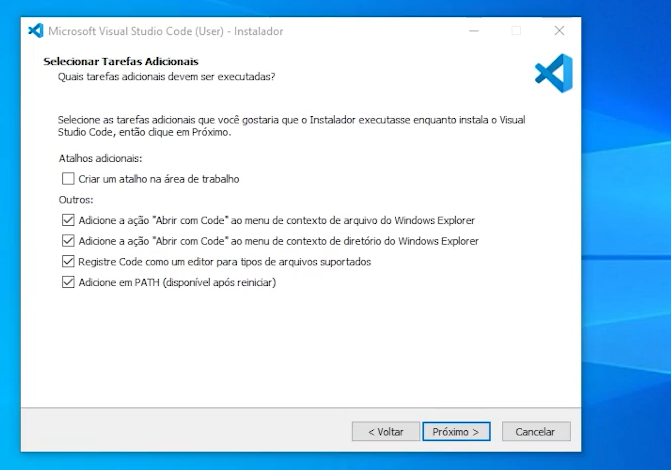 Microsoft Visual Studio Code (User) - Instalador
Selecionar Tarefas Adicionais
Quais tarefas adicionais devem ser executadas?
Selecione as tarefas adicionais que você gostaria que o Instalador executasse enquanto instala o Visual
Studio Code, então clique em Próximo.
Atalhos adicionais:
Criar um atalho na área de trabalho
Outros:
Adicione a ação "Abrir com Code" ao menu de contexto de arquivo do Windows Explorer
Adicione a ação "Abrir com Code" ao menu de contexto de diretório do Windows Explorer
Registre Code como um editor para tipos de arquivos suportados
Adicione em PATH (disponível após reiniciar)
< Voltar
Próximo >
Cancelar